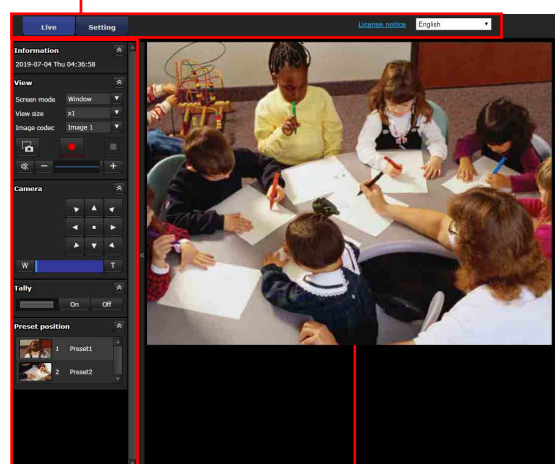 Live Setting License notice English
Information
2019-07-04 Thu 04:36:58
View
Screen mode Window
View size x1
Image codec Image 1
Camera
W T
Tally
On Off
Preset position
1 Preset1
2 Preset2